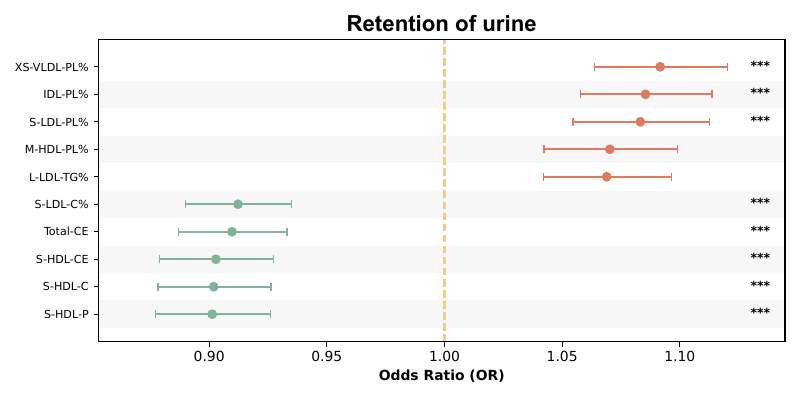 Retention of urine
XS-VLDL-PL% ***
IDL-PL% ***
S-LDL-PL% ***
M-HDL-PL%
L-LDL-TG%
S-LDL-C% ***
Total-CE ***
S-HDL-CE ***
S-HDL-C ***
S-HDL-P ***
0.90 0.95 1.00 1.05 1.10
Odds Ratio (OR)